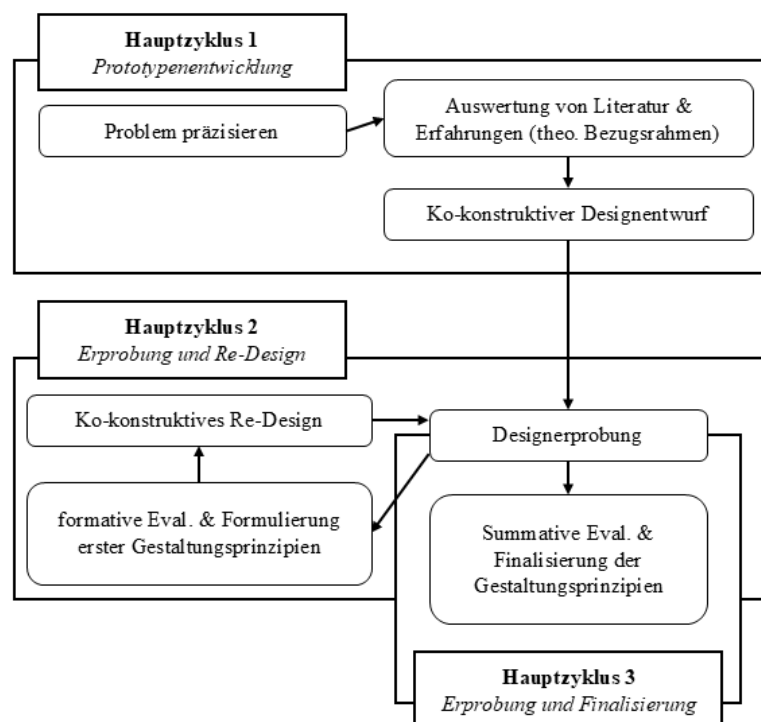 Hauptzyklus 1
Prototypenentwicklung
Problem präzisieren
Auswertung von Literatur &
Erfahrungen (theo. Bezugsrahmen)
Ko-konstruktiver Designentwurf
Hauptzyklus 2
Erprobung und Re-Design
Ko-konstruktives Re-Design
Designerprobung
formative Eval. & Formulierung
erster Gestaltungsprinzipien
Summative Eval. &
Finalisierung der
Gestaltungsprinzipien
Hauptzyklus 3
Erprobung und Finalisierung